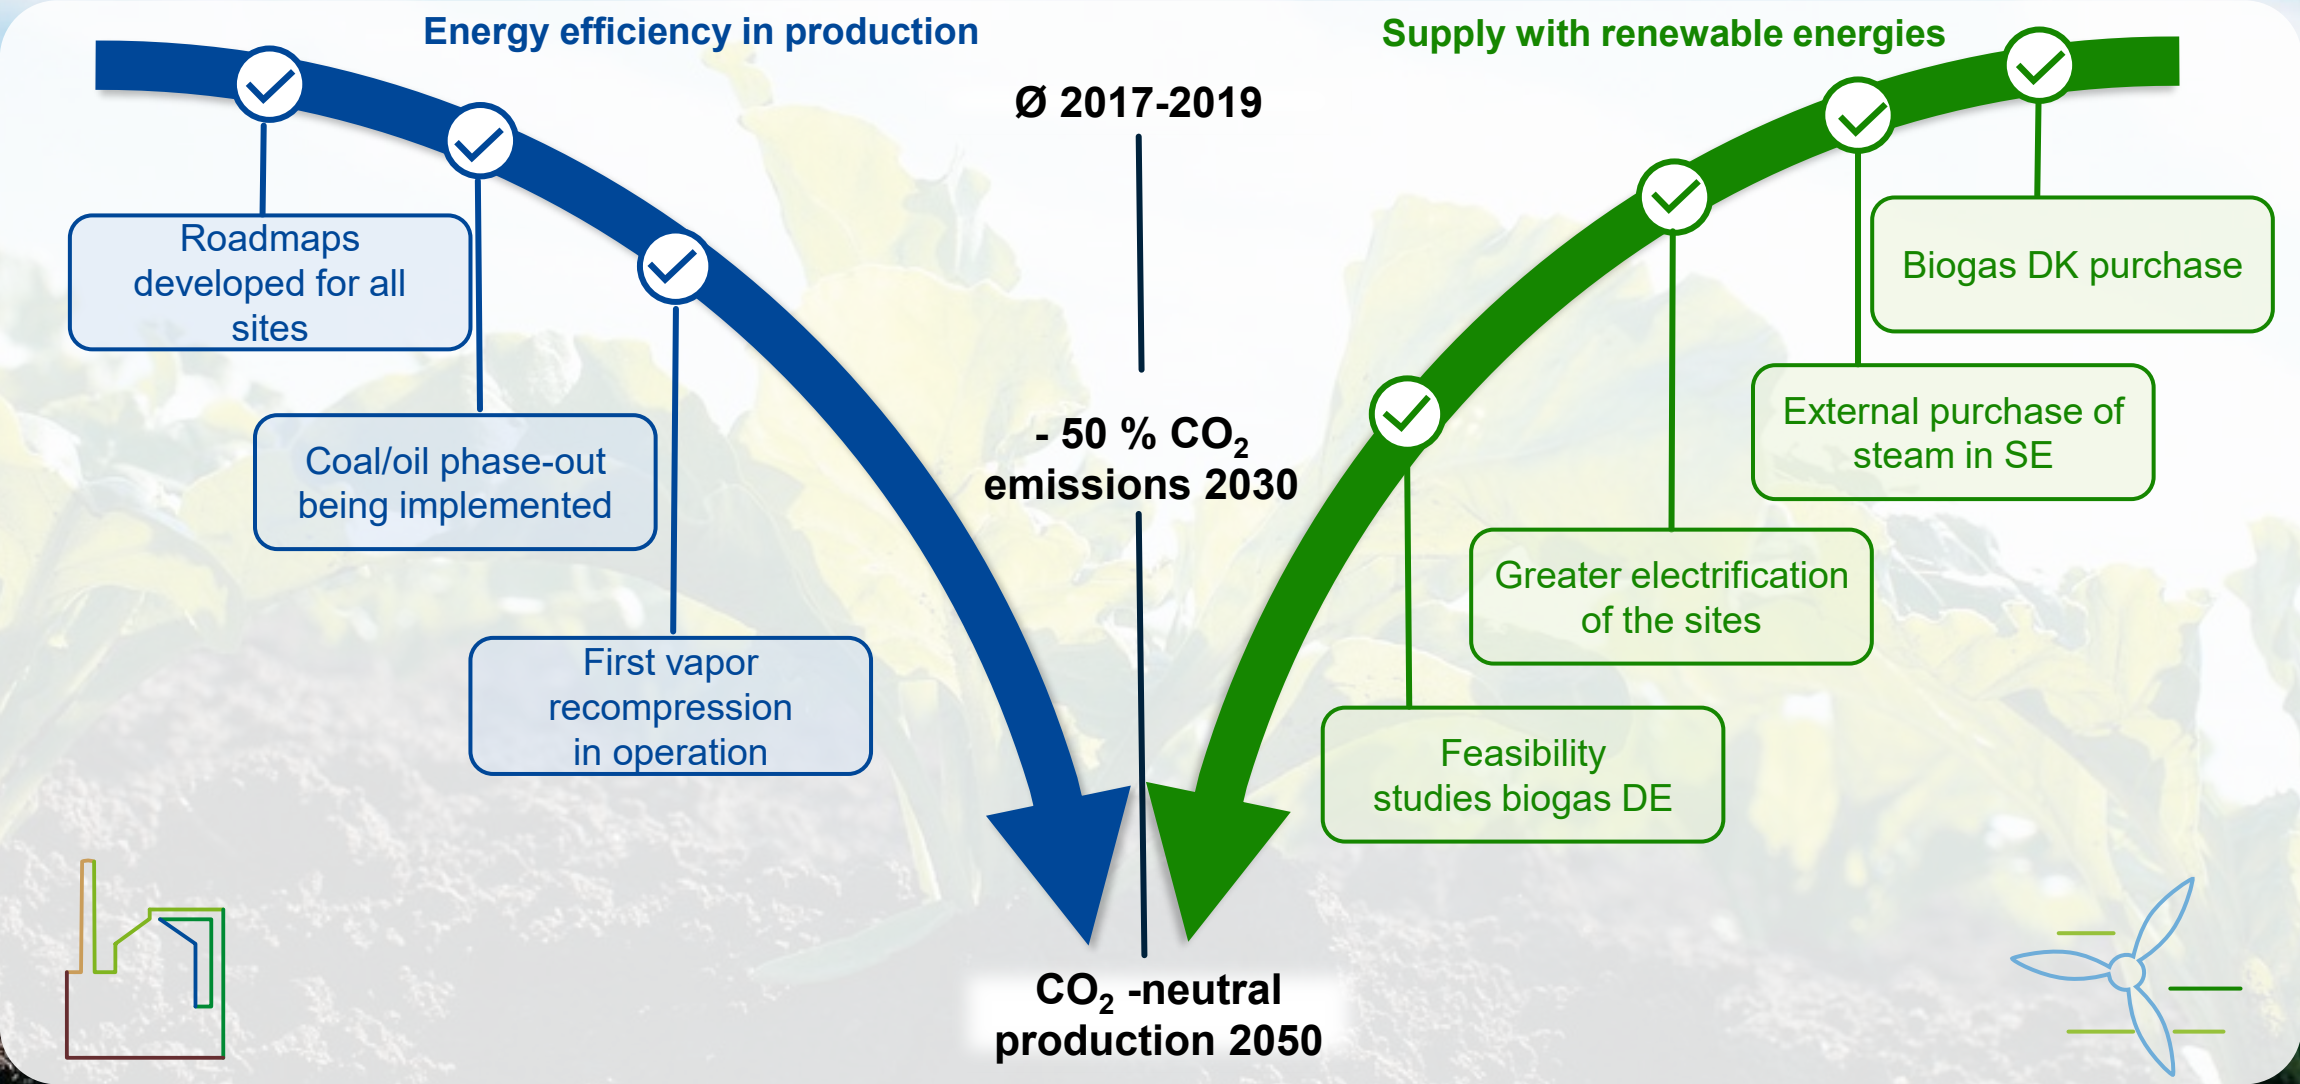 Energy efficiency in production
Supply with renewable energies
Ø 2017-2019
Roadmaps
developed for all
sites
Coal/oil phase-out
being implemented
First vapor
recompression
in operation
- 50 % CO₂
emissions 2030
Biogas DK purchase
External purchase of
steam in SE
Greater electrification
of the sites
Feasibility
studies biogas DE
CO₂ -neutral
production 2050